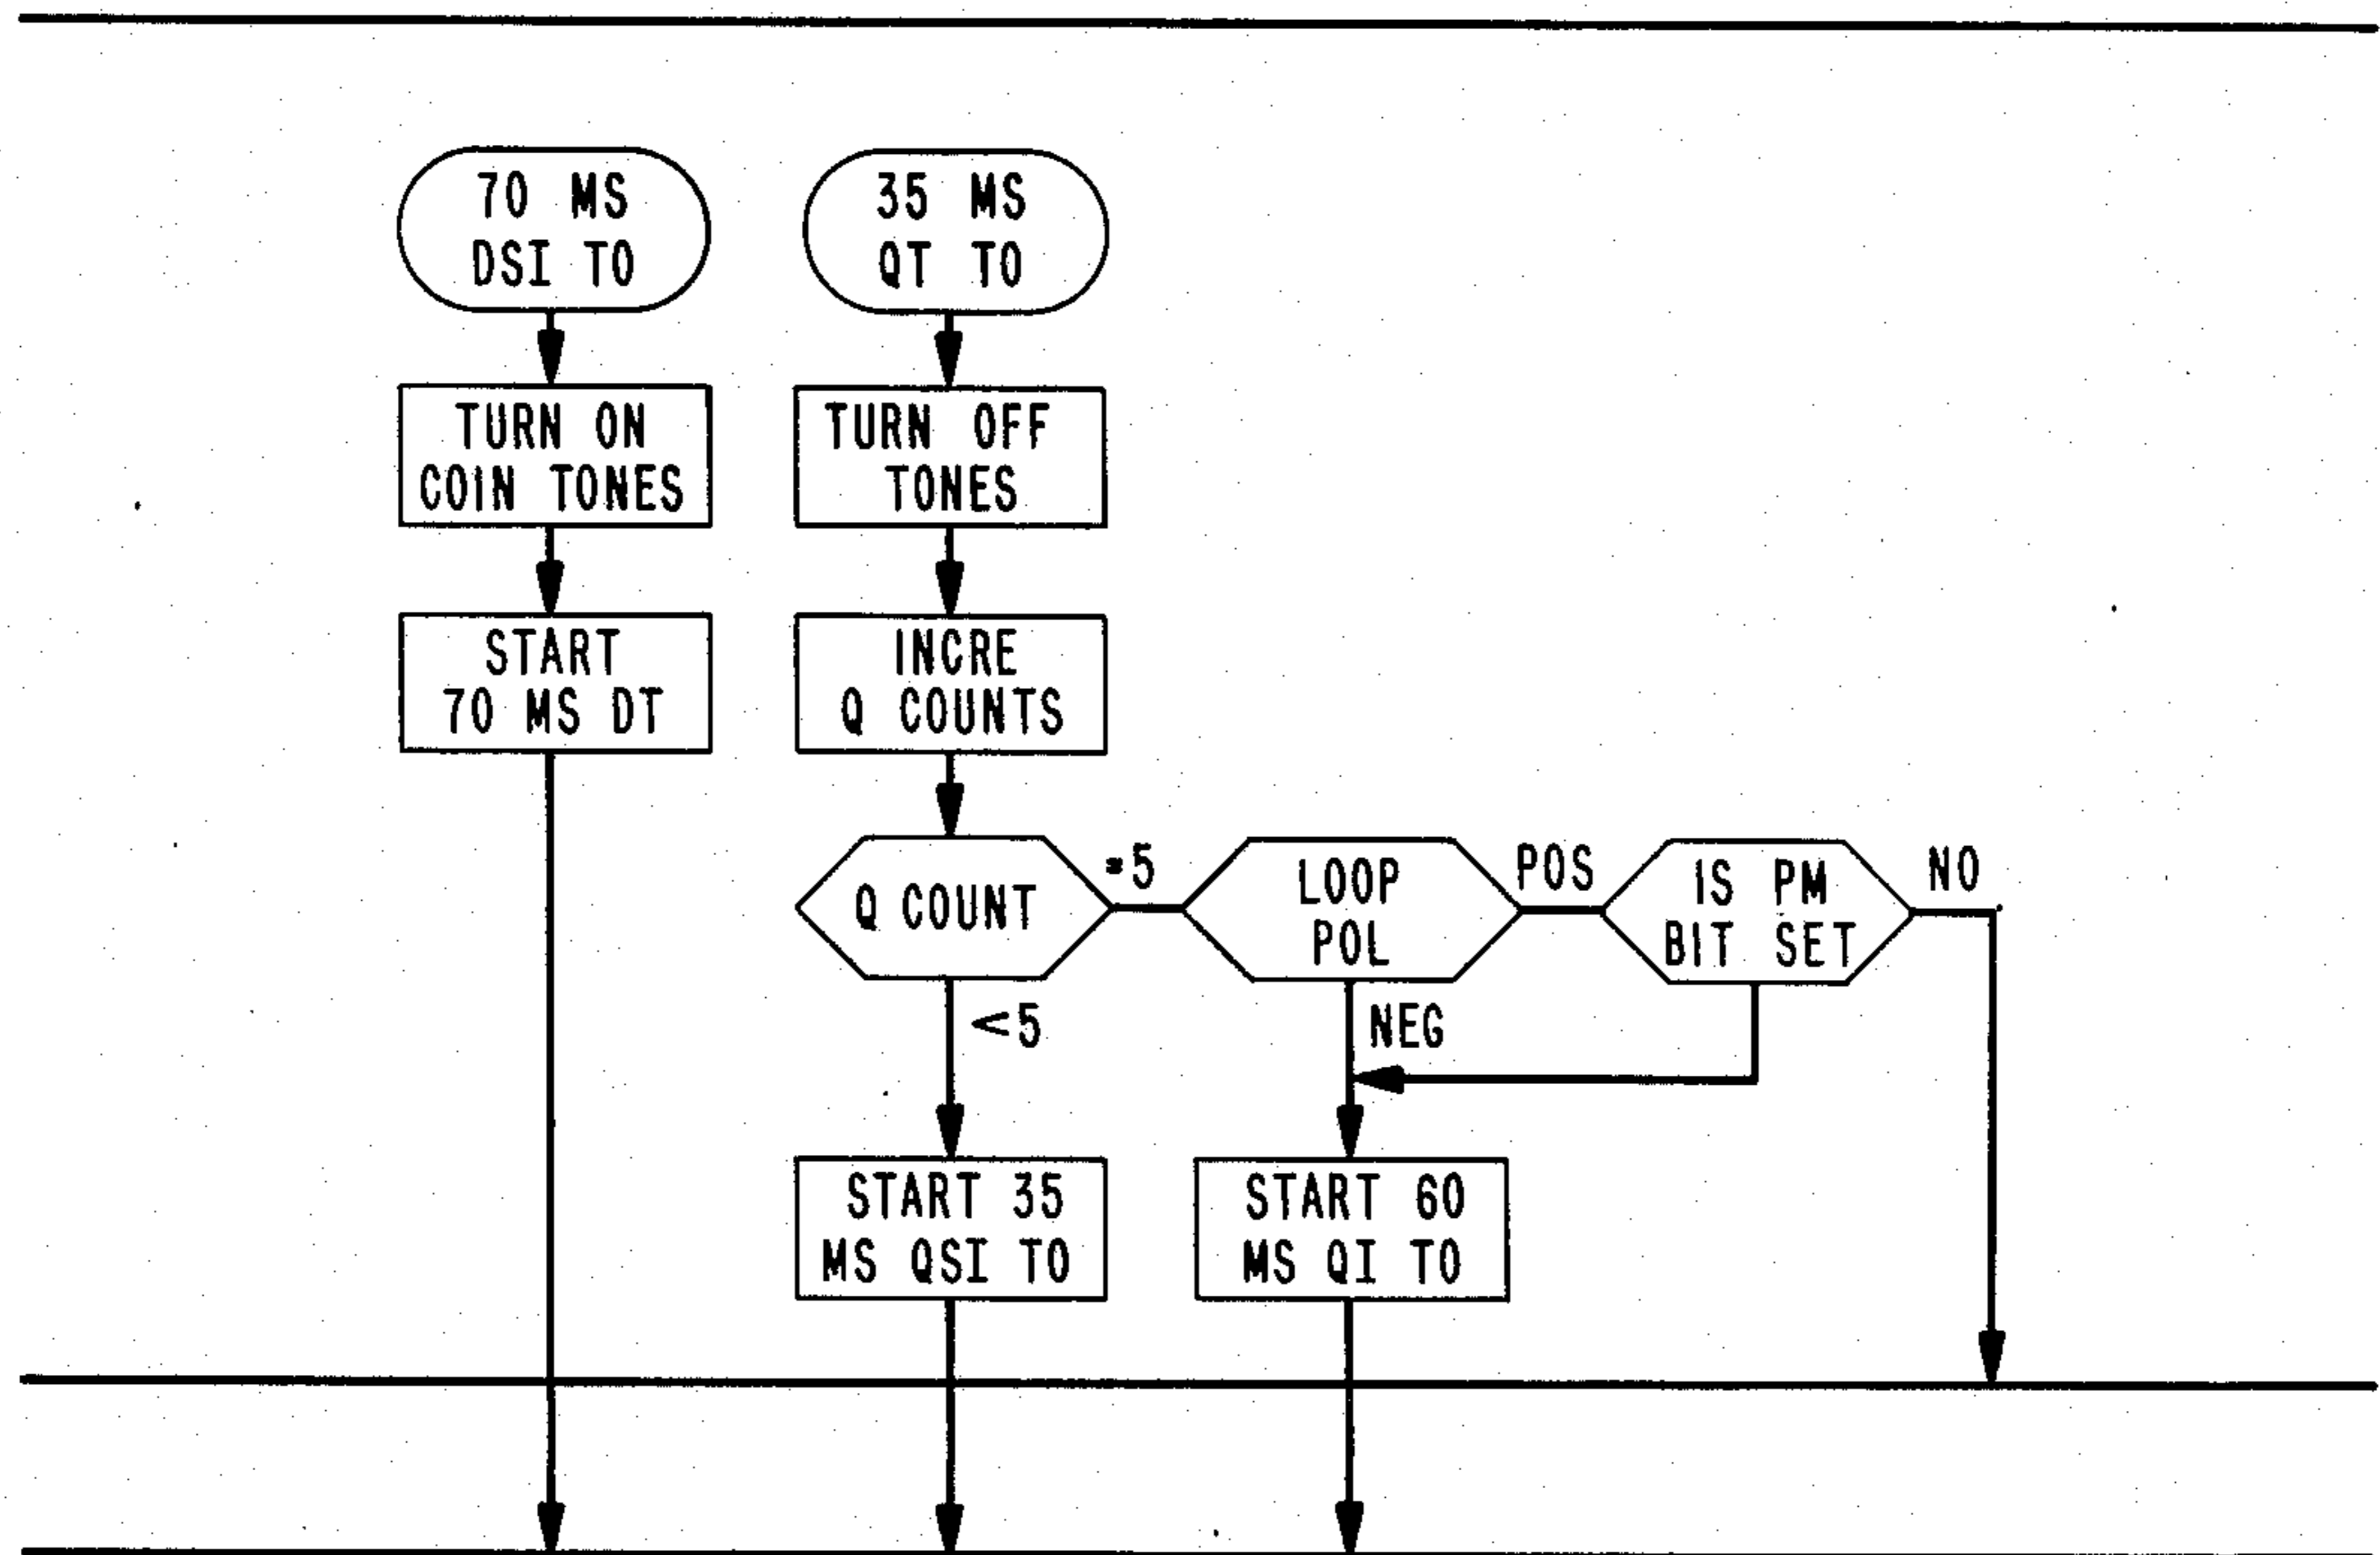 70 MS
DSI TO
35 MS
QT TO
TURN ON
COIN TONES
TURN OFF
TONES
START
70 MS DT
INCRE
Q COUNTS
Q COUNT
=5
LOOP
POL
POS
IS PM
BIT SET
NO
<5
NEG
START 35
MS QSI TO
START 60
MS QI TO